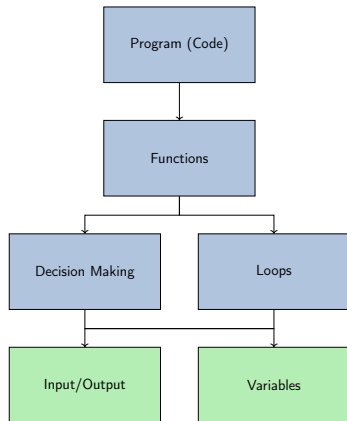 Program (Code)
Functions
Decision Making
Loops
Input/Output
Variables